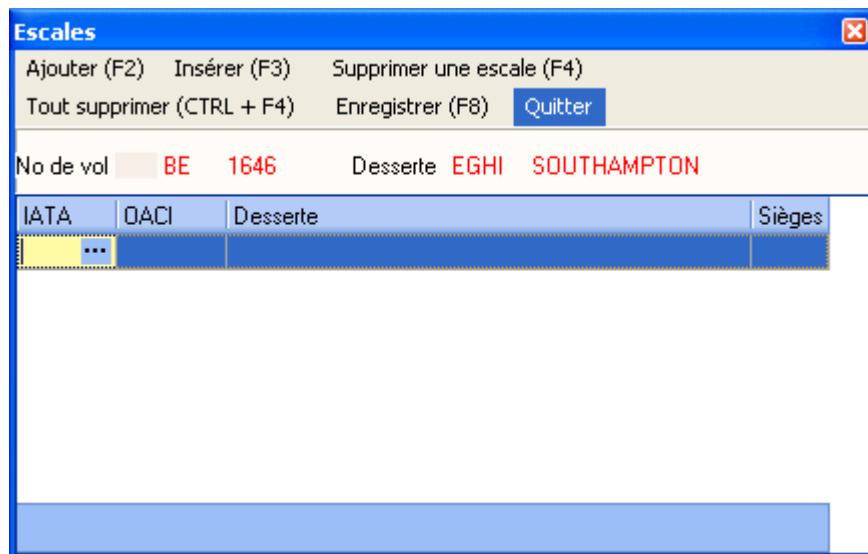 Escales
Ajouter (F2) Insérer (F3) Supprimer une escale (F4)
Tout supprimer (CTRL + F4) Enregistrer (F8) Quitter
No de vol BE 1646 Desserte EGHI SOUTHAMPTON
IATA OACI Desserte Sièges
...